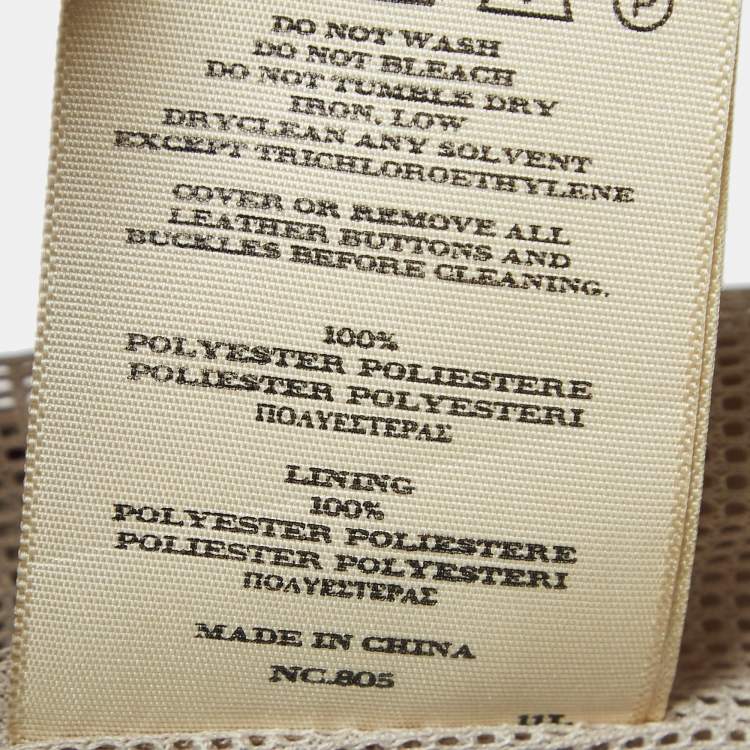 P
DO NOT WASH
DO NOT BLEACH
DO NOT TUMBLE DRY
IRON, LOW
DRYCLEAN ANY SOLVENT
EXCEPT TRICHLOROETHYLENE
COVER OR REMOVE ALL
LEATHER BUTTONS AND
BUCKLES BEFORE CLEANING.
100%
POLYESTER POLIESTERE
POLIESTER POLYESTERI
ΠΟΛΥΕΣΤΕΡΑΣ
LINING
100%
POLYESTER POLIESTERE
POLIESTER POLYESTERI
ΠΟΛΥΕΣΤΕΡΑΣ
MADE IN CHINA
NC.805